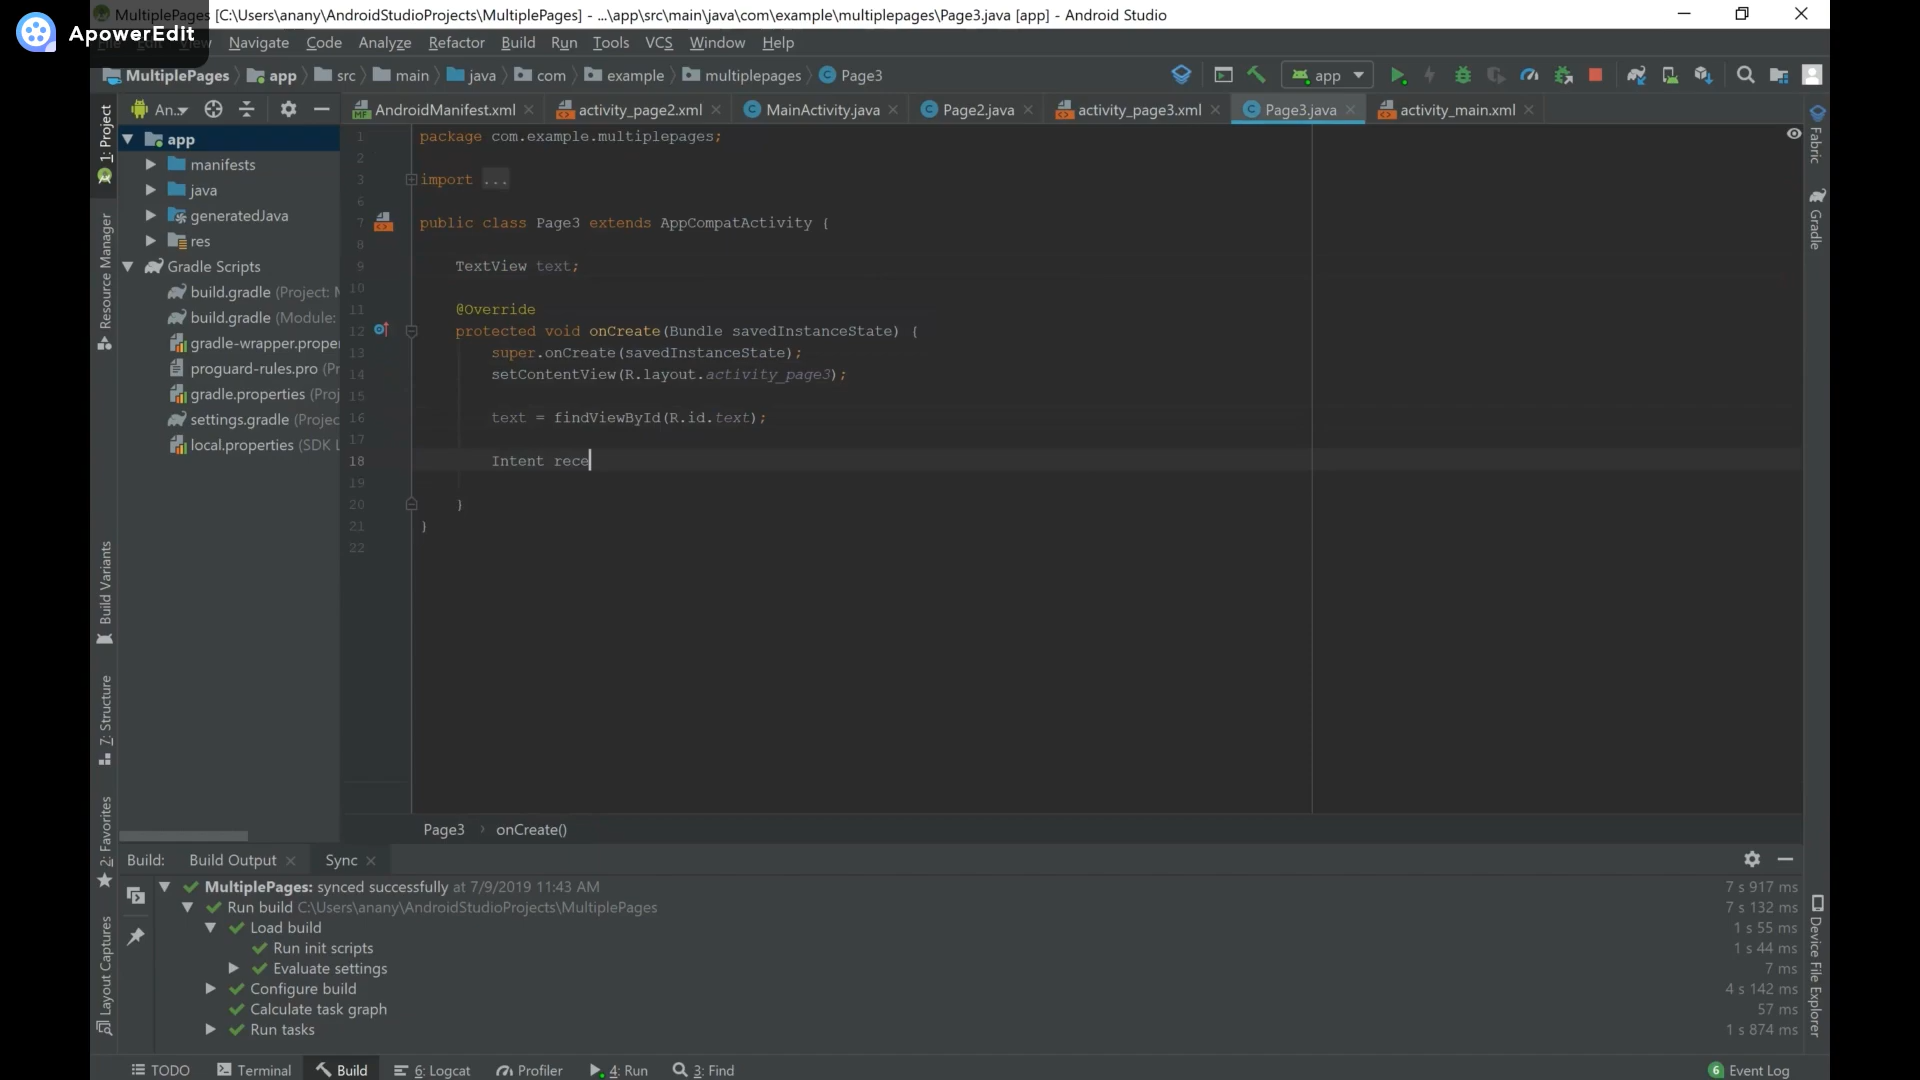 MultiplePages [C:\Users\anany\AndroidStudioProjects\MultiplePages] - ...\app\src\main\java\com\example\multiplepages\Page3.java [app] - Android Studio
ApowerEdit
File Edit View Navigate Code Analyze Refactor Build Run Tools VCS Window Help
MultiplePages app src main java com example multiplepages Page3 app
An... AndroidManifest.xml activity_page2.xml MainActivity.java Page2.java activity_page3.xml Page3.java activity_main.xml
1: Project
Resource Manager
Build Variants
7: Structure
2: Favorites
Layout Captures
app
manifests
java
generatedJava
res
Gradle Scripts
build.gradle (Project: M
build.gradle (Module:
gradle-wrapper.proper
proguard-rules.pro (Pr
gradle.properties (Proj
settings.gradle (Projec
local.properties (SDK L
1 package com.example.multiplepages;
2
3 import ...
6
7 public class Page3 extends AppCompatActivity {
8
9 TextView text;
10
11 @Override
12 protected void onCreate(Bundle savedInstanceState) {
13 super.onCreate(savedInstanceState);
14 setContentView(R.layout.activity_page3);
15
16 text = findViewById(R.id.text);
17
18 Intent rece
19
20 }
21 }
22
Fabric
Gradle
Device File Explorer
Page3 › onCreate()
Build: Build Output Sync
MultiplePages: synced successfully at 7/9/2019 11:43 AM 7 s 917 ms
Run build C:\Users\anany\AndroidStudioProjects\MultiplePages 7 s 132 ms
Load build 1 s 55 ms
Run init scripts 1 s 44 ms
Evaluate settings 7 ms
Configure build 4 s 142 ms
Calculate task graph 57 ms
Run tasks 1 s 874 ms
TODO Terminal Build 6: Logcat Profiler 4: Run 3: Find 6 Event Log